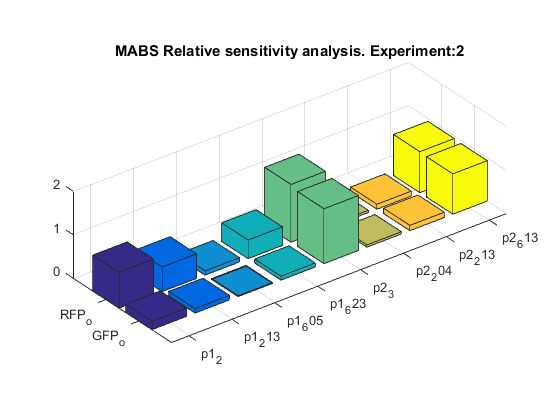 MABS Relative sensitivity analysis. Experiment:2
2
1
0
RFPₒ
GFPₒ
p1₂
p1₂13
p1₆05
p1₆23
p2₃
p2₂04
p2₂13
p2₆13